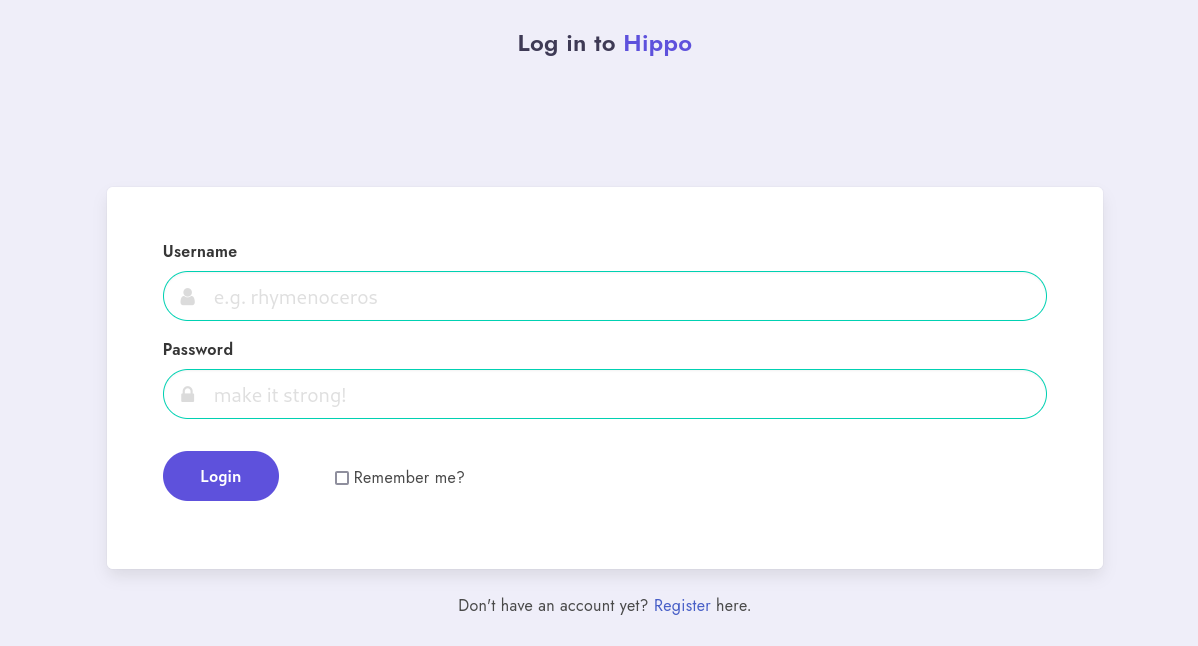 Log in to Hippo
Username
e.g. rhymenoceros
Password
make it strong!
Login
Remember me?
Don't have an account yet? Register here.